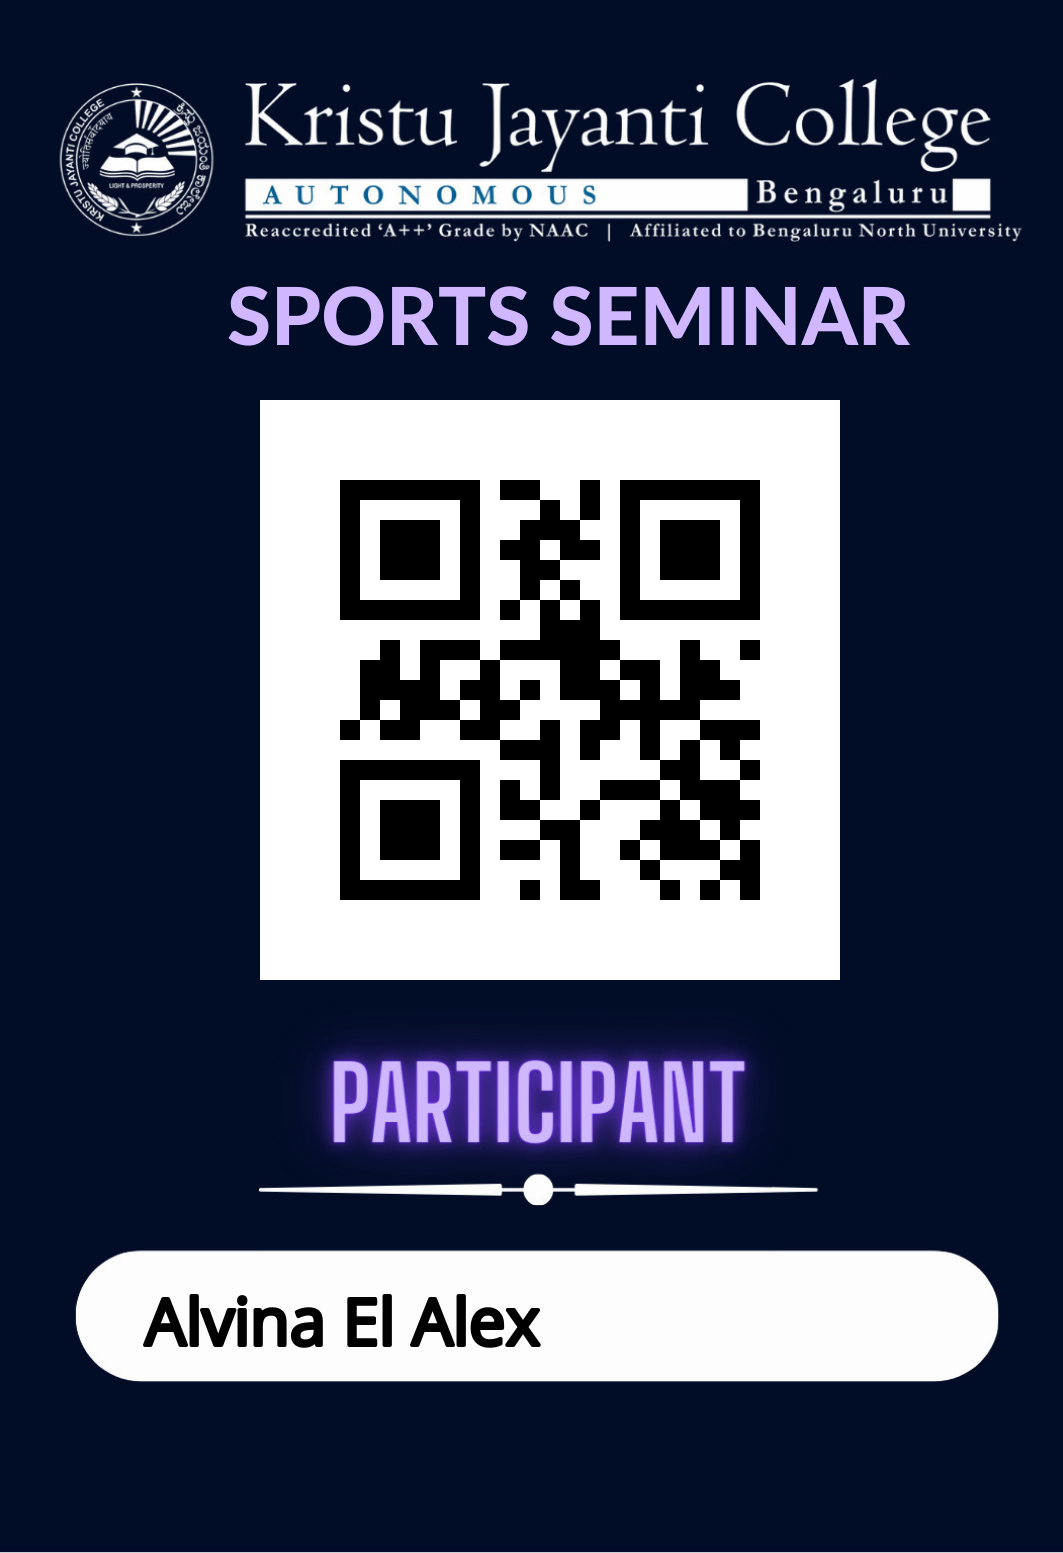 KRISTU JAYANTI COLLEGE
ಕ್ರಿಸ್ತು ಜಯಂತಿ ಕಾಲೇಜು
LIGHT & PROSPERITY
Kristu Jayanti College
AUTONOMOUS Bengaluru
Reaccredited ‘A++’ Grade by NAAC | Affiliated to Bengaluru North University
SPORTS SEMINAR
PARTICIPANT
Alvina El Alex